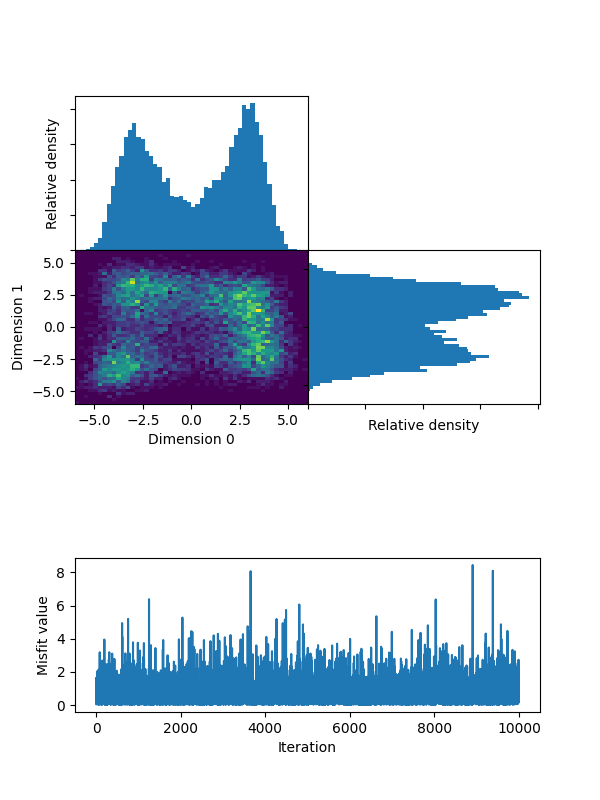 Relative density
Dimension 1
5.0
2.5
0.0
−2.5
−5.0
−5.0 −2.5 0.0 2.5 5.0
Dimension 0
Relative density
Misfit value
8
6
4
2
0
0 2000 4000 6000 8000 10000
Iteration